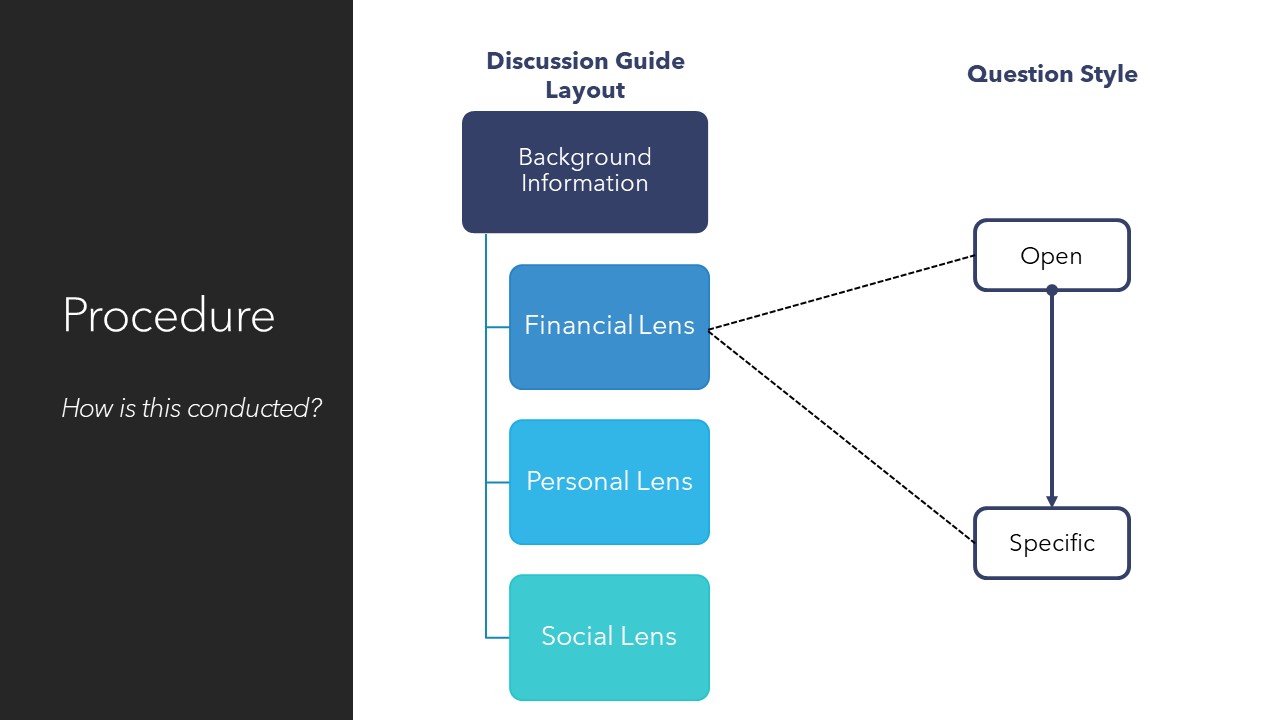 Procedure
How is this conducted?
Discussion Guide
Layout
Background
Information
Financial Lens
Personal Lens
Social Lens
Question Style
Open
Specific